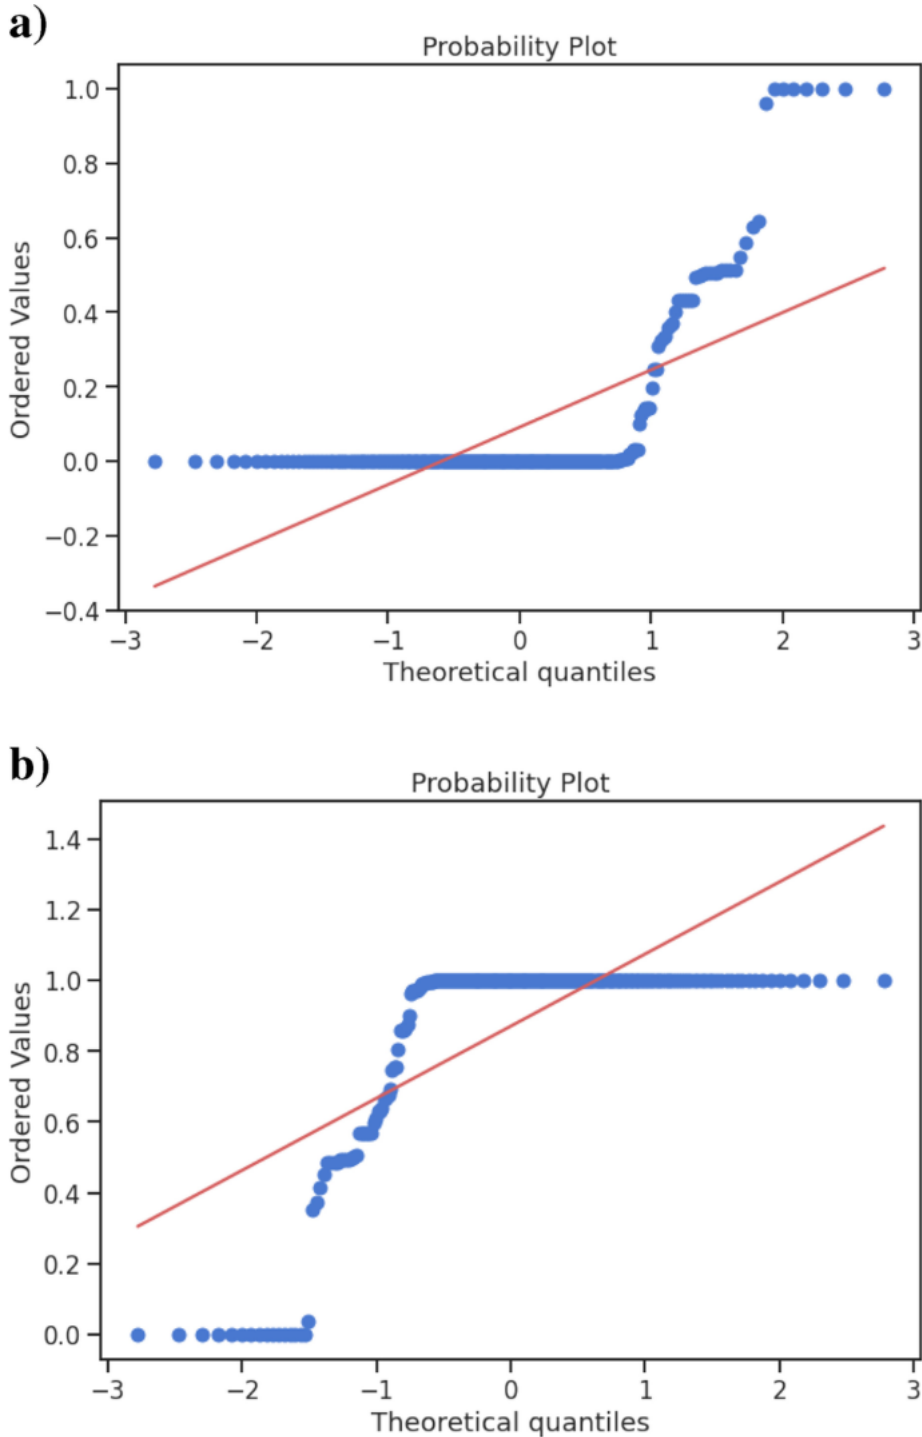 a)
Probability Plot
1.0
0.8
0.6
0.4
0.2
0.0
−0.2
−0.4
Ordered Values
−3 −2 −1 0 1 2 3
Theoretical quantiles
b)
Probability Plot
1.4
1.2
1.0
0.8
0.6
0.4
0.2
0.0
Ordered Values
−3 −2 −1 0 1 2 3
Theoretical quantiles